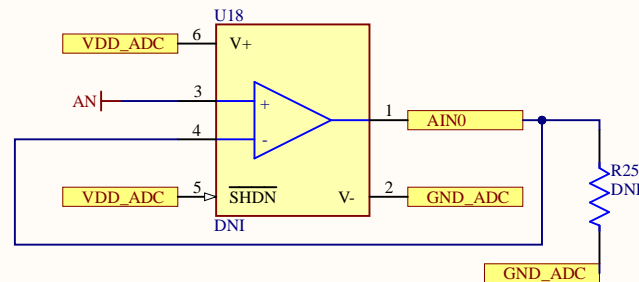 U18
VDD_ADC 6 V+
AN 3 +
1 AIN0
4 -
R25
DNI
VDD_ADC 5 SHDN V- 2 GND_ADC
DNI
GND_ADC